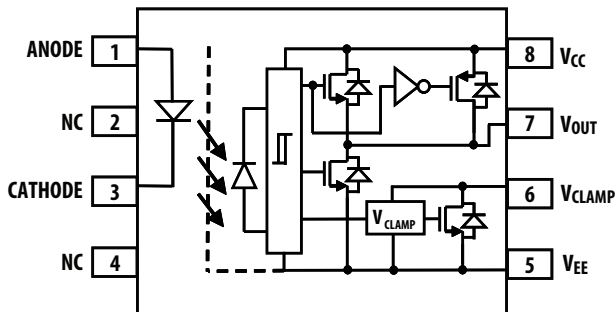 ANODE 1
NC 2
CATHODE 3
NC 4
8 VCC
7 VOUT
6 VCLAMP
5 VEE
VCLAMP